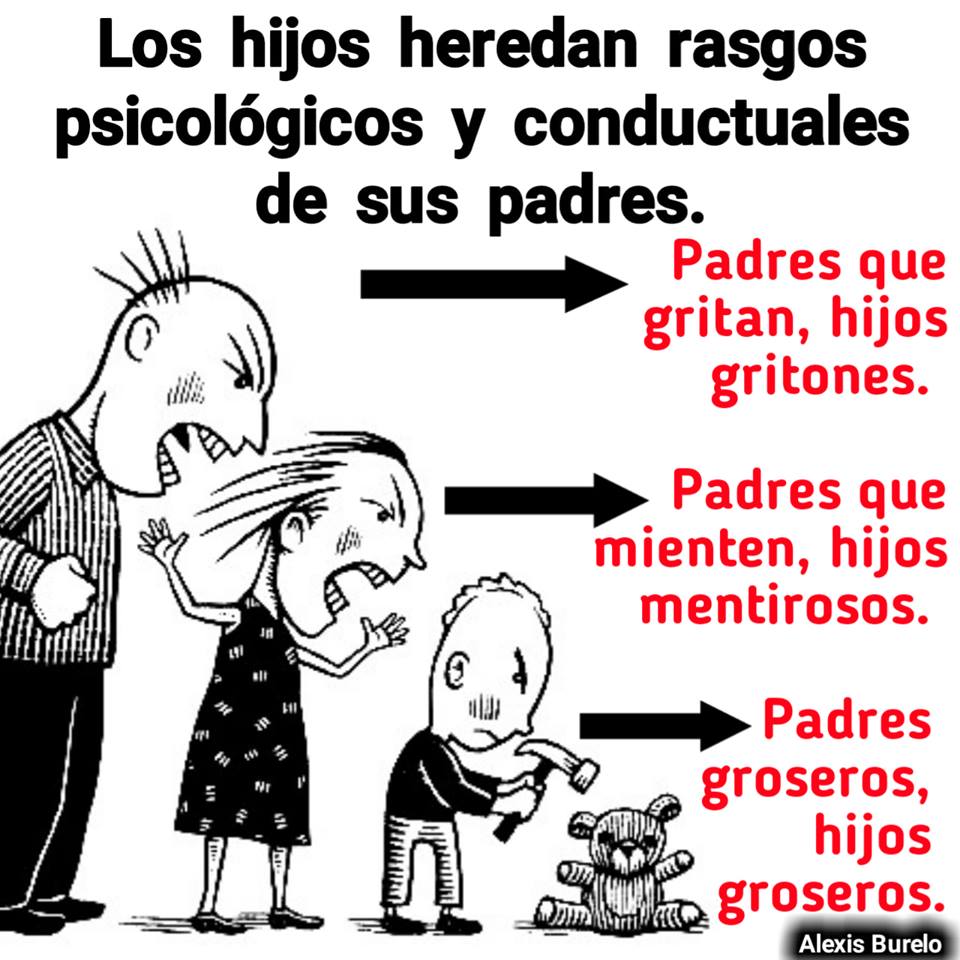 Los hijos heredan rasgos
psicológicos y conductuales
de sus padres.
Padres que
gritan, hijos
gritones.
Padres que
mienten, hijos
mentirosos.
Padres
groseros,
hijos
groseros.
Alexis Burelo